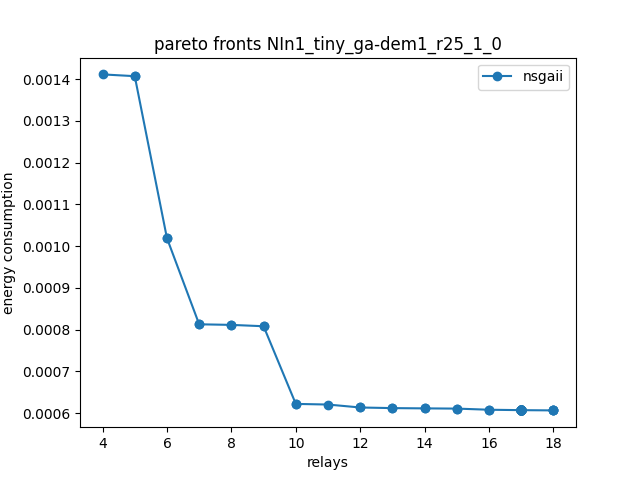 pareto fronts NIn1_tiny_ga-dem1_r25_1_0
nsgaii
0.0014
0.0013
0.0012
0.0011
0.0010
0.0009
0.0008
0.0007
0.0006
energy consumption
4 6 8 10 12 14 16 18
relays